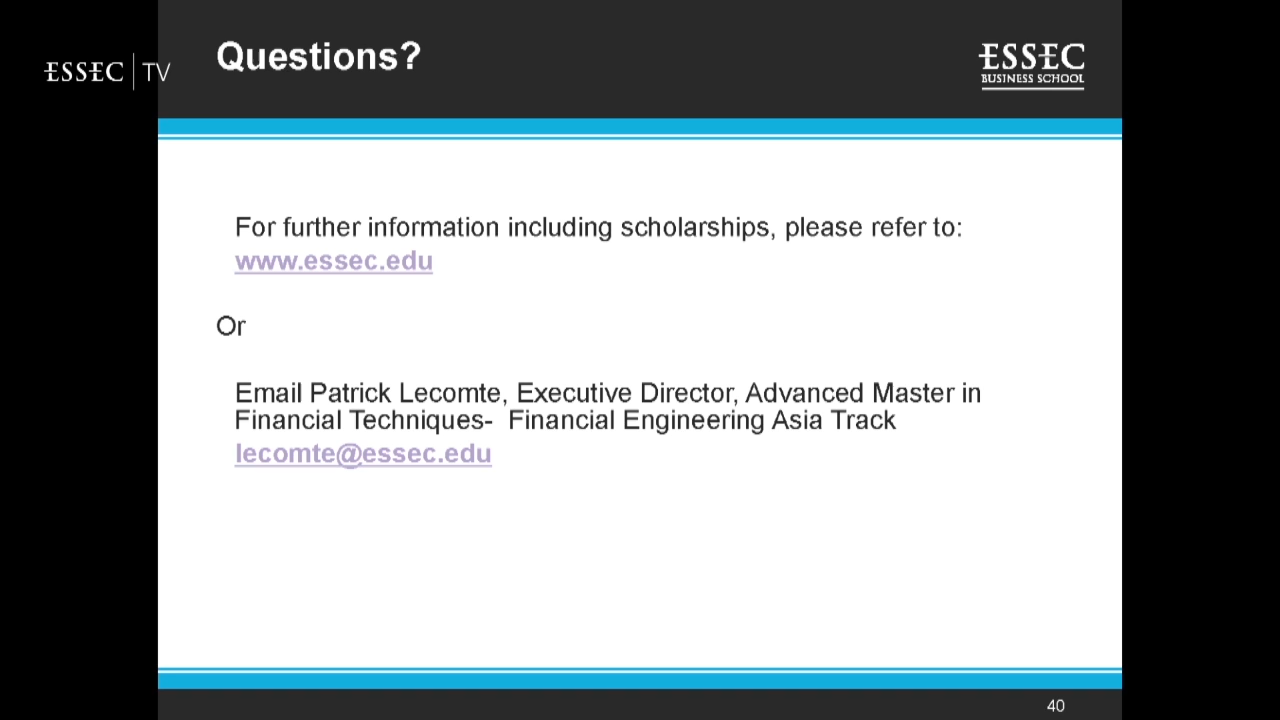 ESSEC | TV
Questions?
ESSEC
BUSINESS SCHOOL
For further information including scholarships, please refer to:
www.essec.edu
Or
Email Patrick Lecomte, Executive Director, Advanced Master in
Financial Techniques-  Financial Engineering Asia Track
lecomte@essec.edu
40